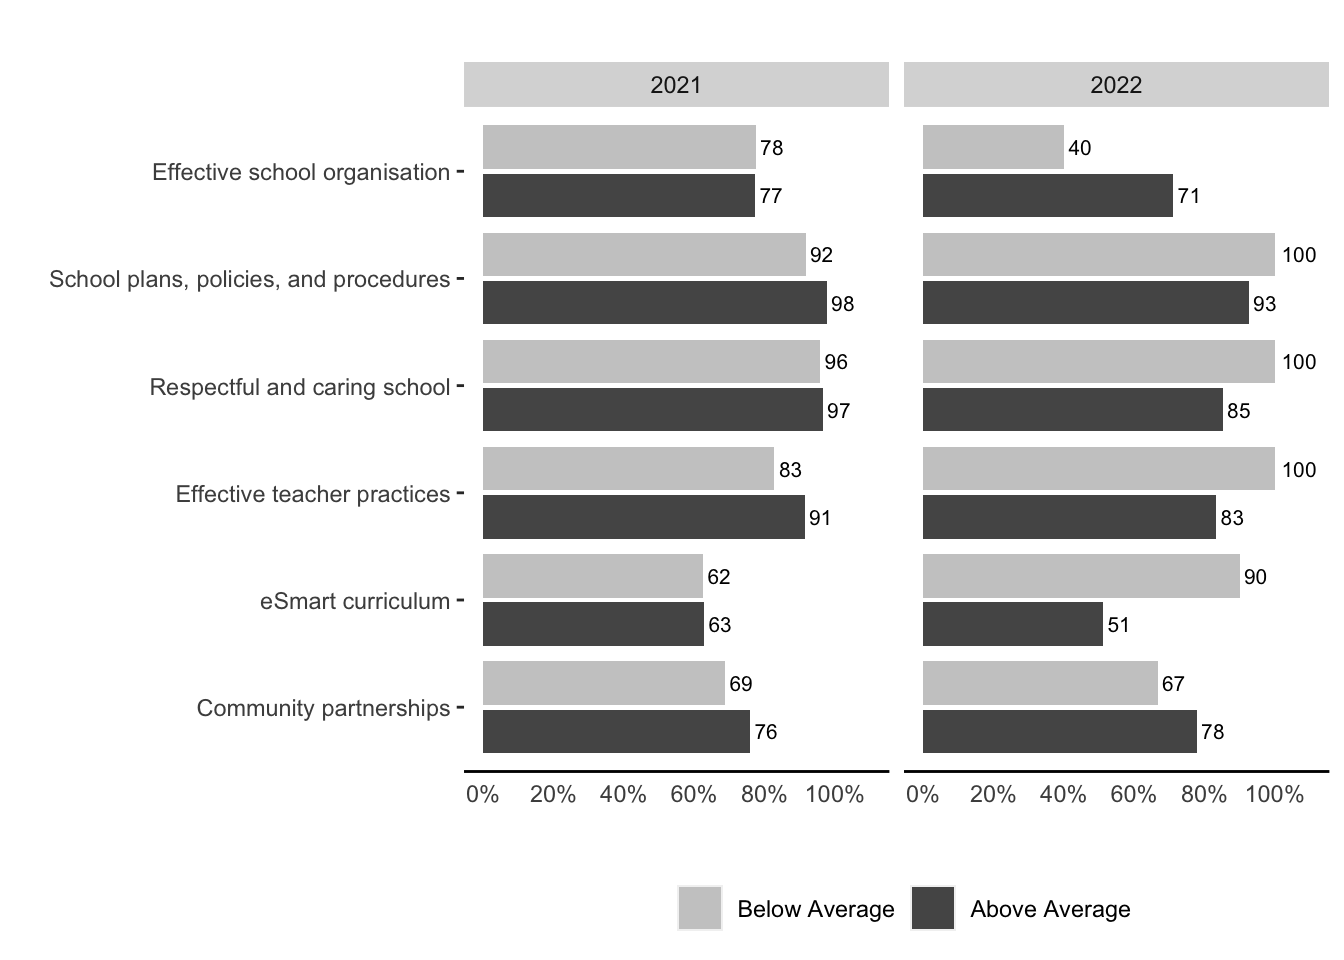 2021 2022
Effective school organisation 78 40
77 71
School plans, policies, and procedures 92 100
98 93
Respectful and caring school 96 100
97 85
Effective teacher practices 83 100
91 83
eSmart curriculum 62 90
63 51
Community partnerships 69 67
76 78
0% 20% 40% 60% 80% 100% 0% 20% 40% 60% 80% 100%
Below Average Above Average